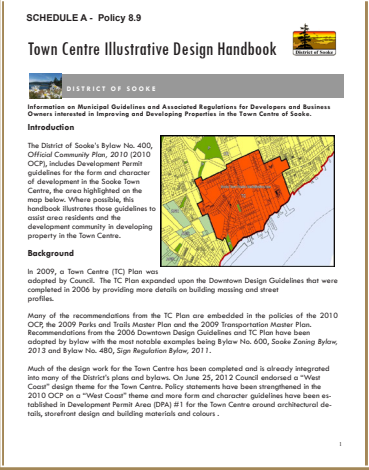 SCHEDULE A - Policy 8.9
Town Centre Illustrative Design Handbook
District of Sooke
DISTRICT OF SOOKE
Information on Municipal Guidelines and Associated Regulations for Developers and Business
Owners interested in Improving and Developing Properties in the Town Centre of Sooke.
Introduction
The District of Sooke's Bylaw No. 400,
Official Community Plan, 2010 (2010
OCP), includes Development Permit
guidelines for the form and character
of development in the Sooke Town
Centre, the area highlighted on the
map below. Where possible, this
handbook illustrates those guidelines to
assist area residents and the
development community in developing
property in the Town Centre.
Background
In 2009, a Town Centre (TC) Plan was
adopted by Council. The TC Plan expanded upon the Downtown Design Guidelines that were
completed in 2006 by providing more details on building massing and street
profiles.
Many of the recommendations from the TC Plan are embedded in the policies of the 2010
OCP, the 2009 Parks and Trails Master Plan and the 2009 Transportation Master Plan.
Recommendations from the 2006 Downtown Design Guidelines and TC Plan have been
adopted by bylaw with the most notable examples being Bylaw No. 600, Sooke Zoning Bylaw,
2013 and Bylaw No. 480, Sign Regulation Bylaw, 2011.
Much of the design work for the Town Centre has been completed and is already integrated
into many of the District's plans and bylaws. On June 25, 2012 Council endorsed a "West
Coast" design theme for the Town Centre. Policy statements have been strengthened in the
2010 OCP on a "West Coast" theme and more form and character guidelines have been es-
tablished in Development Permit Area (DPA) #1 for the Town Centre around architectural de-
tails, storefront design and building materials and colours .
1